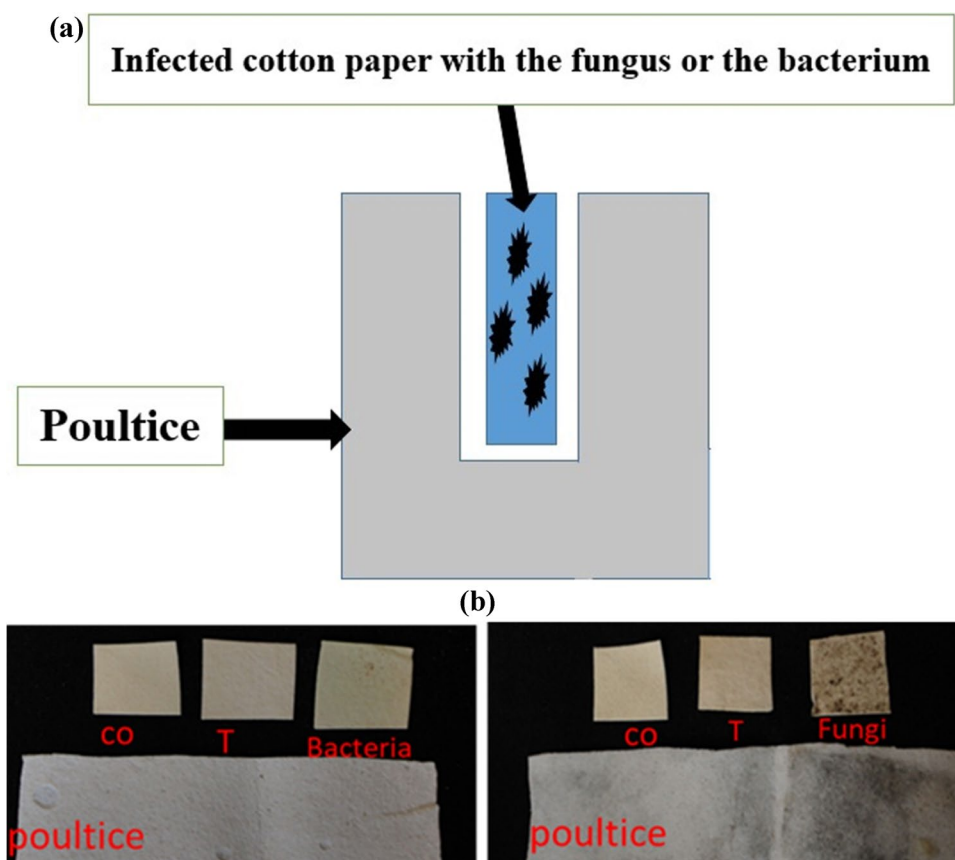 (a)
Infected cotton paper with the fungus or the bacterium
Poultice
(b)
co T Bacteria
poultice
co T Fungi
poultice